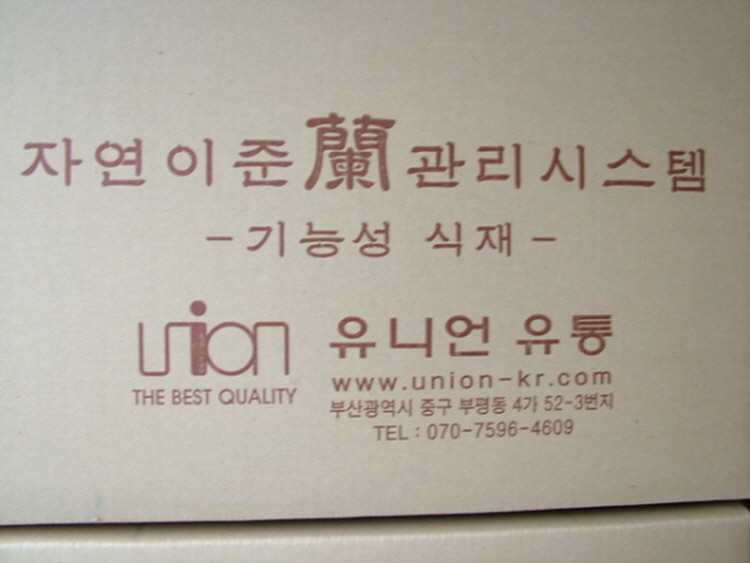 자연이준蘭관리시스템
-기능성 식재-
union
THE BEST QUALITY
유니언 유통
www.union-kr.com
부산광역시 중구 부평동 4가 52-3번지
TEL : 070-7596-4609